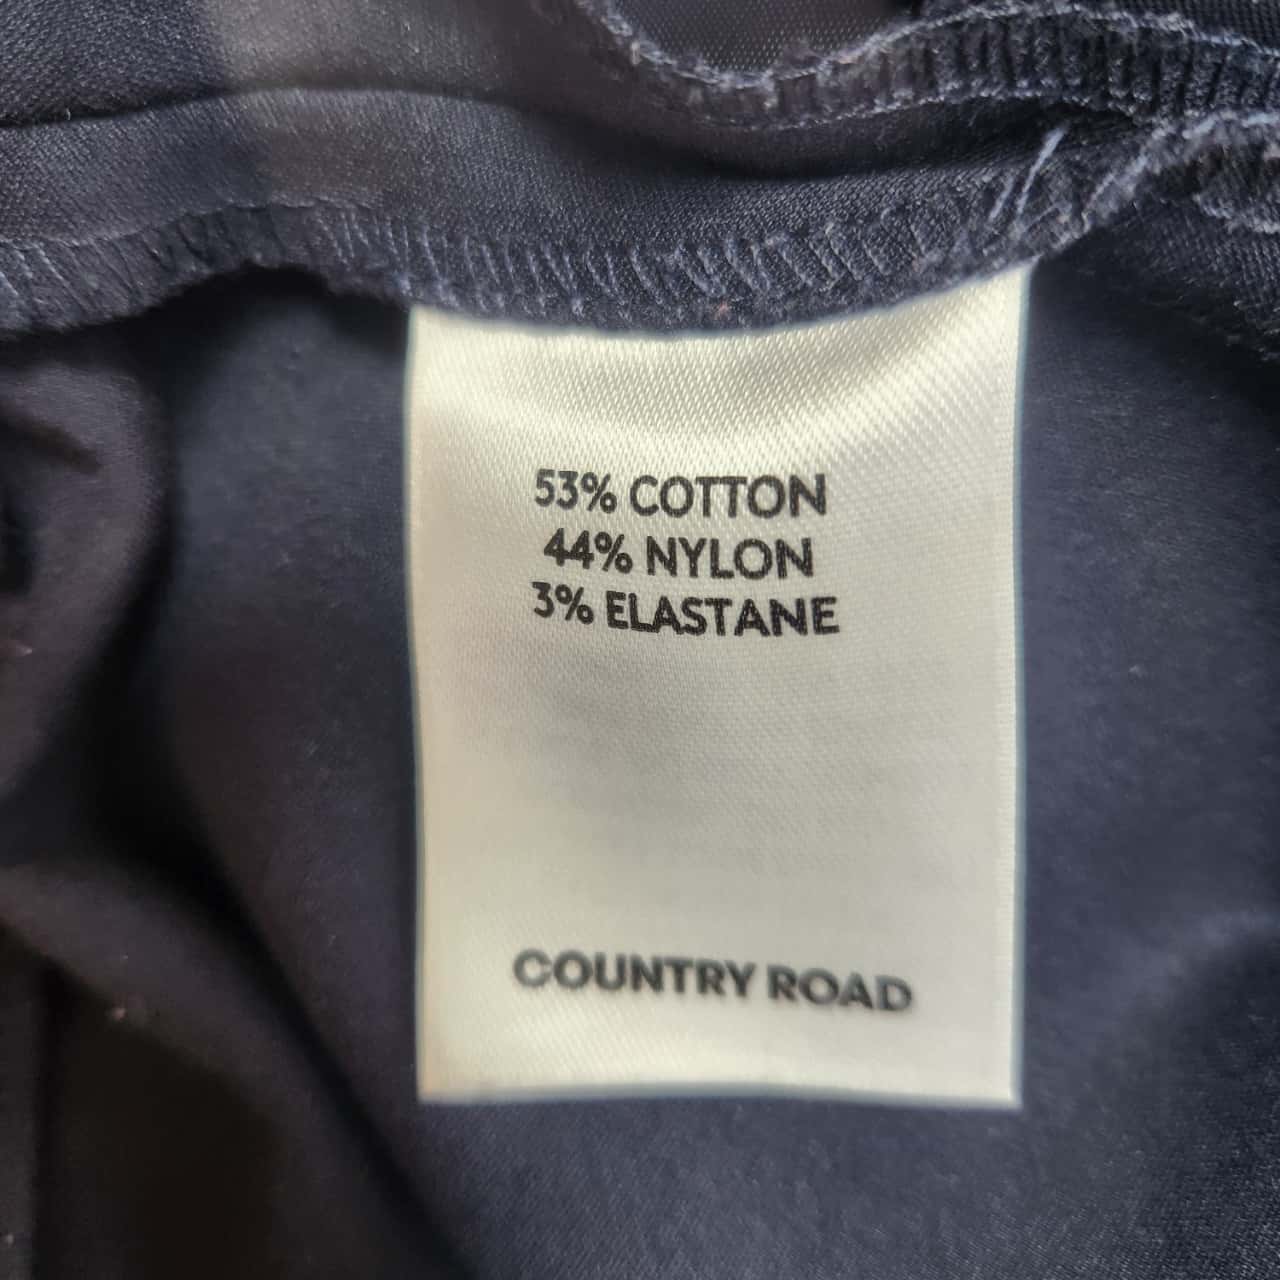 53% COTTON
44% NYLON
3% ELASTANE
COUNTRY ROAD